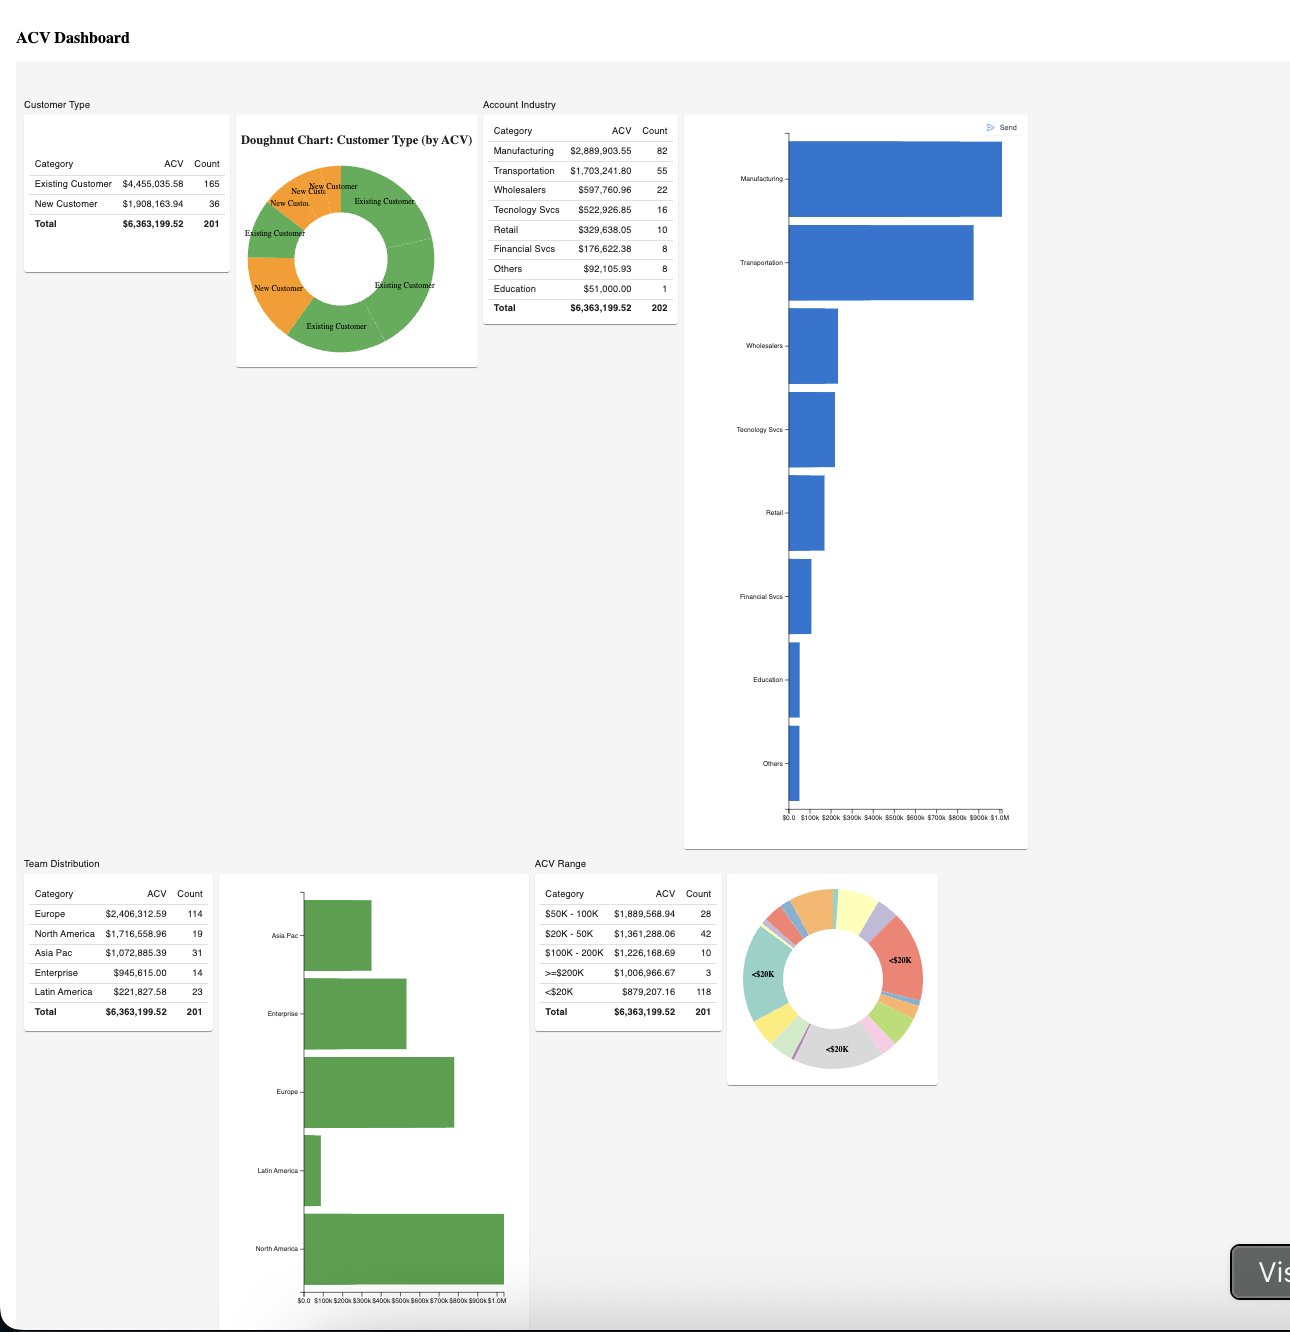 ACV Dashboard
Customer Type
Category ACV Count
Existing Customer $4,455,035.58 165
New Customer $1,908,163.94 36
Total $6,363,199.52 201
Doughnut Chart: Customer Type (by ACV)
New Customer
New Custo
New Custor.
Existing Customer
Existing Customer
Existing Customer
New Customer
Existing Customer
Account Industry
Category ACV Count
Manufacturing $2,889,903.55 82
Transportation $1,703,241.80 55
Wholesalers $597,760.96 22
Tecnology Svcs $522,926.85 16
Retail $329,638.05 10
Financial Svcs $176,622.38 8
Others $92,105.93 8
Education $51,000.00 1
Total $6,363,199.52 202
Send
Manufacturing
Transportation
Wholesalers
Tecnology Svcs
Retail
Financial Svcs
Education
Others
$0.0 $100k $200k $300k $400k $500k $600k $700k $800k $900k $1.0M
Team Distribution
Category ACV Count
Europe $2,406,312.59 114
North America $1,716,558.96 19
Asia Pac $1,072,885.39 31
Enterprise $945,615.00 14
Latin America $221,827.58 23
Total $6,363,199.52 201
Asia Pac
Enterprise
Europe
Latin America
North America
$0.0 $100k $200k $300k $400k $500k $600k $700k $800k $900k $1.0M
ACV Range
Category ACV Count
$50K - 100K $1,889,568.94 28
$20K - 50K $1,361,288.06 42
$100K - 200K $1,226,168.69 10
>=$200K $1,006,966.67 3
<$20K $879,207.16 118
Total $6,363,199.52 201
<$20K
<$20K
<$20K
Vis